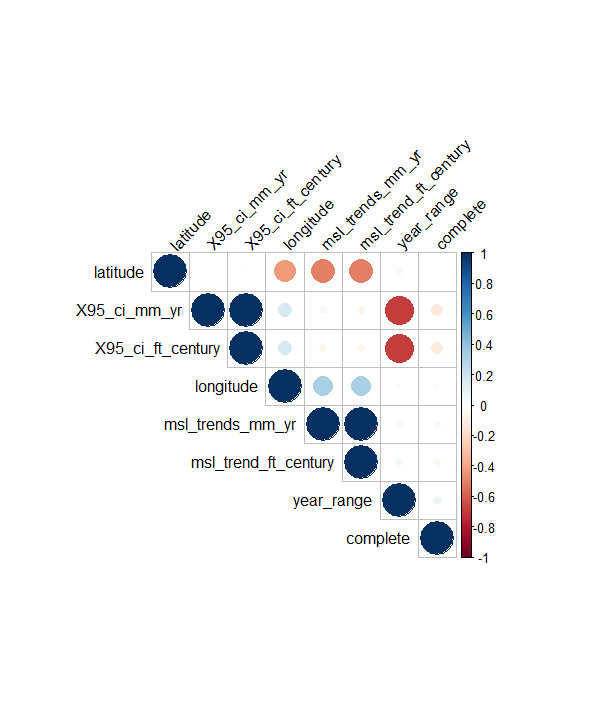 latitude
X95_ci_mm_yr
X95_ci_ft_century
longitude
msl_trends_mm_yr
msl_trend_ft_century
year_range
complete
latitude
X95_ci_mm_yr
X95_ci_ft_century
longitude
msl_trends_mm_yr
msl_trend_ft_century
year_range
complete
1
0.8
0.6
0.4
0.2
0
-0.2
-0.4
-0.6
-0.8
-1